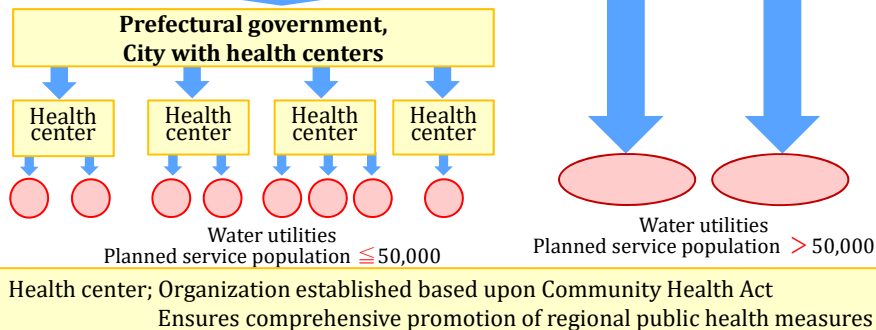 Prefectural government,
City with health centers
Health
center
Health
center
Health
center
Health
center
Water utilities
Planned service population ≦50,000
Water utilities
Planned service population ＞50,000
Health center; Organization established based upon Community Health Act
Ensures comprehensive promotion of regional public health measures